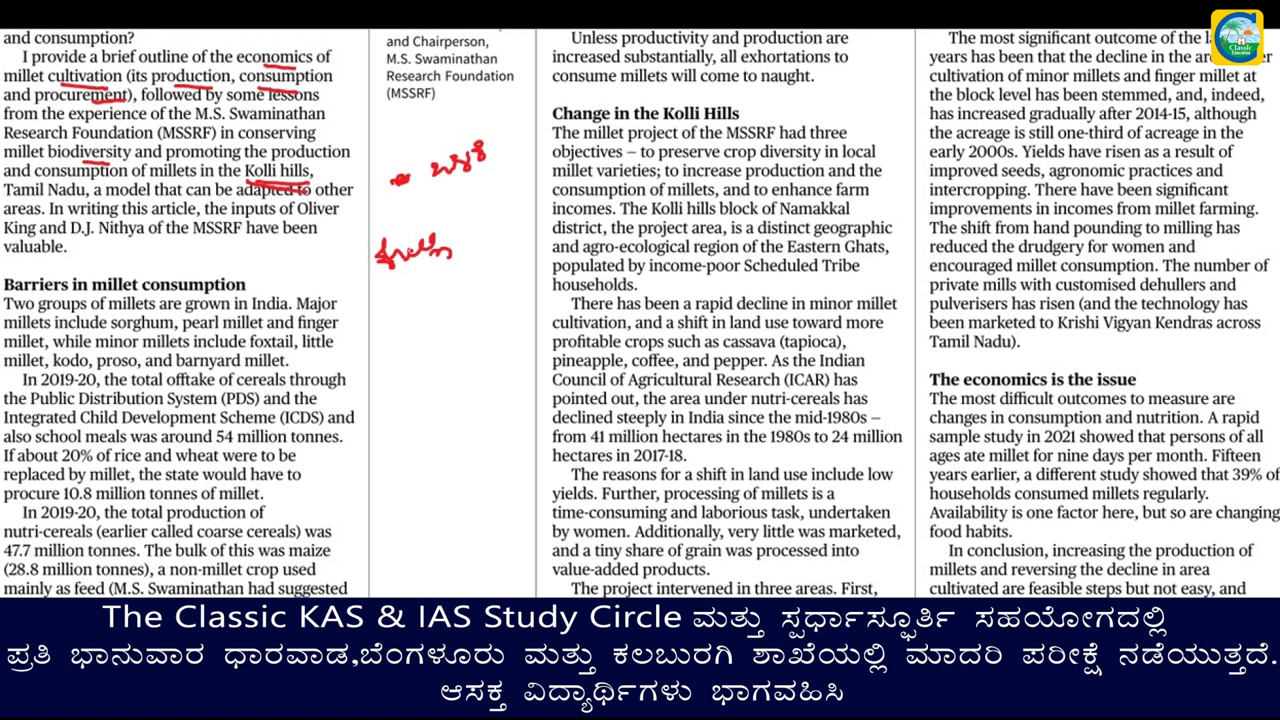 and consumption?
I provide a brief outline of the economics of
millet cultivation (its production, consumption
and procurement), followed by some lessons
from the experience of the M.S. Swaminathan
Research Foundation (MSSRF) in conserving
millet biodiversity and promoting the production
and consumption of millets in the Kolli hills,
Tamil Nadu, a model that can be adapted to other
areas. In writing this article, the inputs of Oliver
King and D.J. Nithya of the MSSRF have been
valuable.
Barriers in millet consumption
Two groups of millets are grown in India. Major
millets include sorghum, pearl millet and finger
millet, while minor millets include foxtail, little
millet, kodo, proso, and barnyard millet.
In 2019-20, the total offtake of cereals through
the Public Distribution System (PDS) and the
Integrated Child Development Scheme (ICDS) and
also school meals was around 54 million tonnes.
If about 20% of rice and wheat were to be
replaced by millet, the state would have to
procure 10.8 million tonnes of millet.
In 2019-20, the total production of
nutri-cereals (earlier called coarse cereals) was
47.7 million tonnes. The bulk of this was maize
(28.8 million tonnes), a non-millet crop used
mainly as feed (M.S. Swaminathan had suggested
and Chairperson,
M.S. Swaminathan
Research Foundation
(MSSRF)
Unless productivity and production are
increased substantially, all exhortations to
consume millets will come to naught.
Change in the Kolli Hills
The millet project of the MSSRF had three
objectives – to preserve crop diversity in local
millet varieties; to increase production and the
consumption of millets, and to enhance farm
incomes. The Kolli hills block of Namakkal
district, the project area, is a distinct geographic
and agro-ecological region of the Eastern Ghats,
populated by income-poor Scheduled Tribe
households.
There has been a rapid decline in minor millet
cultivation, and a shift in land use toward more
profitable crops such as cassava (tapioca),
pineapple, coffee, and pepper. As the Indian
Council of Agricultural Research (ICAR) has
pointed out, the area under nutri-cereals has
declined steeply in India since the mid-1980s –
from 41 million hectares in the 1980s to 24 million
hectares in 2017-18.
The reasons for a shift in land use include low
yields. Further, processing of millets is a
time-consuming and laborious task, undertaken
by women. Additionally, very little was marketed,
and a tiny share of grain was processed into
value-added products.
The project intervened in three areas. First,
The most significant outcome of the
years has been that the decline in the
cultivation of minor millets and finger millet at
the block level has been stemmed, and, indeed,
has increased gradually after 2014-15, although
the acreage is still one-third of acreage in the
early 2000s. Yields have risen as a result of
improved seeds, agronomic practices and
intercropping. There have been significant
improvements in incomes from millet farming.
The shift from hand pounding to milling has
reduced the drudgery for women and
encouraged millet consumption. The number of
private mills with customised dehullers and
pulverisers has risen (and the technology has
been marketed to Krishi Vigyan Kendras across
Tamil Nadu).
The economics is the issue
The most difficult outcomes to measure are
changes in consumption and nutrition. A rapid
sample study in 2021 showed that persons of all
ages ate millet for nine days per month. Fifteen
years earlier, a different study showed that 39% of
households consumed millets regularly.
Availability is one factor here, but so are changing
food habits.
In conclusion, increasing the production of
millets and reversing the decline in area
cultivated are feasible steps but not easy, and
Classic
Education
The Classic KAS & IAS Study Circle ಮತ್ತು ಸ್ಪರ್ಧಾಸ್ಫೂರ್ತಿ ಸಹಯೋಗದಲ್ಲಿ
ಪ್ರತಿ ಭಾನುವಾರ ಧಾರವಾಡ,ಬೆಂಗಳೂರು ಮತ್ತು ಕಲಬುರಗಿ ಶಾಖೆಯಲ್ಲಿ ಮಾದರಿ ಪರೀಕ್ಷೆ ನಡೆಯುತ್ತದೆ.
ಆಸಕ್ತ ವಿದ್ಯಾರ್ಥಿಗಳು ಭಾಗವಹಿಸಿ